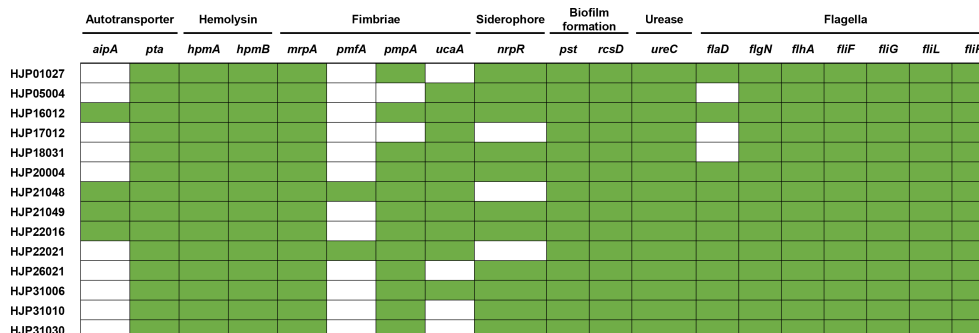 Autotransporter Hemolysin Fimbriae Siderophore Biofilm formation Urease Flagella
aipA pta hpmA hpmB mrpA pmfA pmpA ucaA nrpR pst rcsD ureC flaD flgN flhA fliF fliG fliL
HJP01027
HJP05004
HJP16012
HJP17012
HJP18031
HJP20004
HJP21048
HJP21049
HJP22016
HJP22021
HJP26021
HJP31006
HJP31010
HJP31030